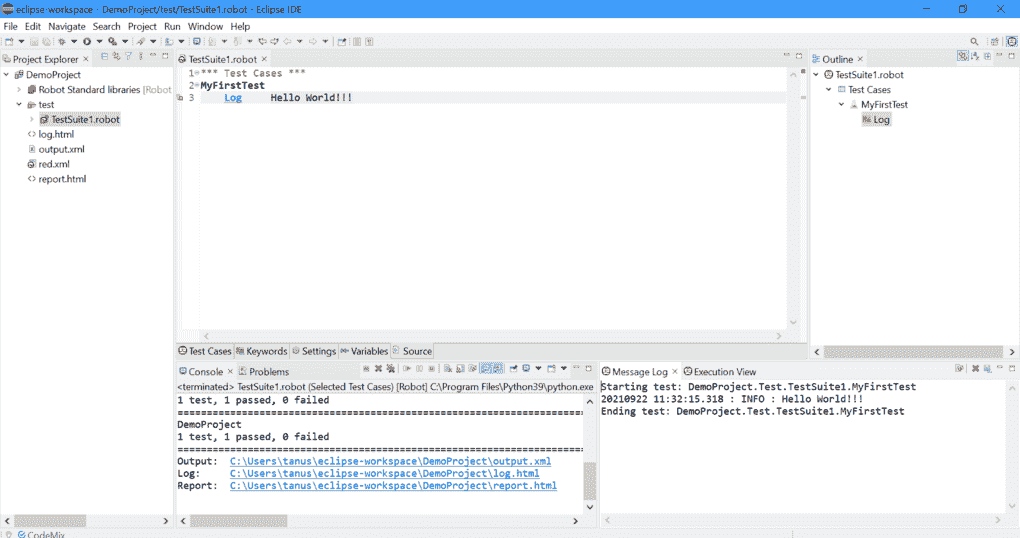 eclipse-workspace - DemoProject/test/TestSuite1.robot - Eclipse IDE
File Edit Navigate Search Project Run Window Help
Project Explorer
DemoProject
Robot Standard libraries [Robot
test
TestSuite1.robot
log.html
output.xml
red.xml
report.html
TestSuite1.robot
1 *** Test Cases ***
2 MyFirstTest
3 Log Hello World!!!
Test Cases Keywords Settings Variables Source
Outline
TestSuite1.robot
Test Cases
MyFirstTest
Log
Console Problems
<terminated> TestSuite1.robot (Selected Test Cases) [Robot] C:\Program Files\Python39\python.exe
1 test, 1 passed, 0 failed
==============================================================
DemoProject
1 test, 1 passed, 0 failed
==============================================================
Output: C:\Users\tanus\eclipse-workspace\DemoProject\output.xml
Log: C:\Users\tanus\eclipse-workspace\DemoProject\log.html
Report: C:\Users\tanus\eclipse-workspace\DemoProject\report.html
Message Log Execution View
Starting test: DemoProject.Test.TestSuite1.MyFirstTest
20210922 11:32:15.318 : INFO : Hello World!!!
Ending test: DemoProject.Test.TestSuite1.MyFirstTest
CodeMix